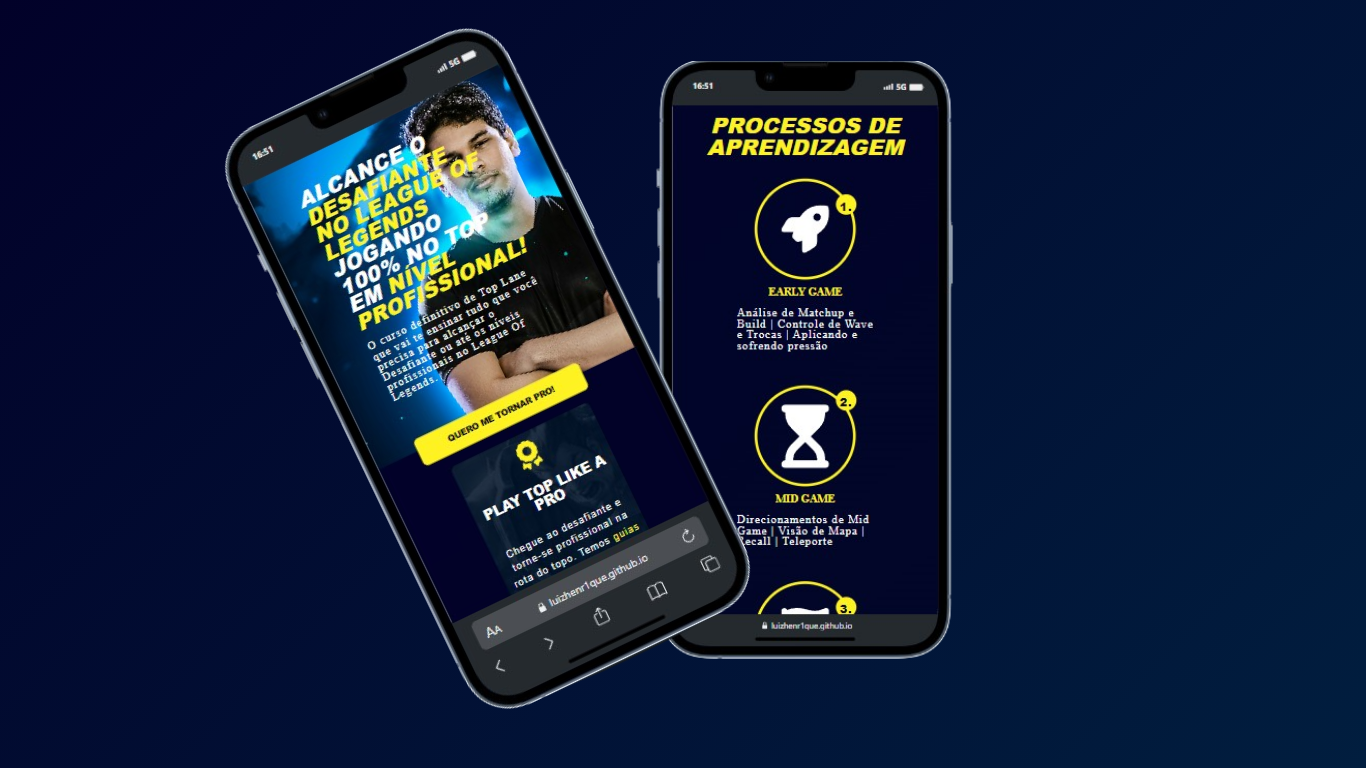 16:51
5G
ALCANCE O
DESAFIANTE
NO LEAGUE OF
LEGENDS
JOGANDO
100% NO TOP
EM NÍVEL
PROFISSIONAL!
O curso definitivo de Top Lane
que vai te ensinar tudo que você
precisa para alcançar o
Desafiante ou até os níveis
profissionais no League Of
Legends.
QUERO ME TORNAR PRO!
PLAY TOP LIKE A
PRO
Chegue ao desafiante e
torne-se profissional na
rota do topo. Temos guias
AA luizhenr1que.github.io
16:51
5G
PROCESSOS DE
APRENDIZAGEM
1.
EARLY GAME
Análise de Matchup e
Build | Controle de Wave
e Trocas | Aplicando e
sofrendo pressão
2.
MID GAME
Direcionamentos de Mid
Game | Visão de Mapa |
Recall | Teleporte
3.
luizhenr1que.github.io